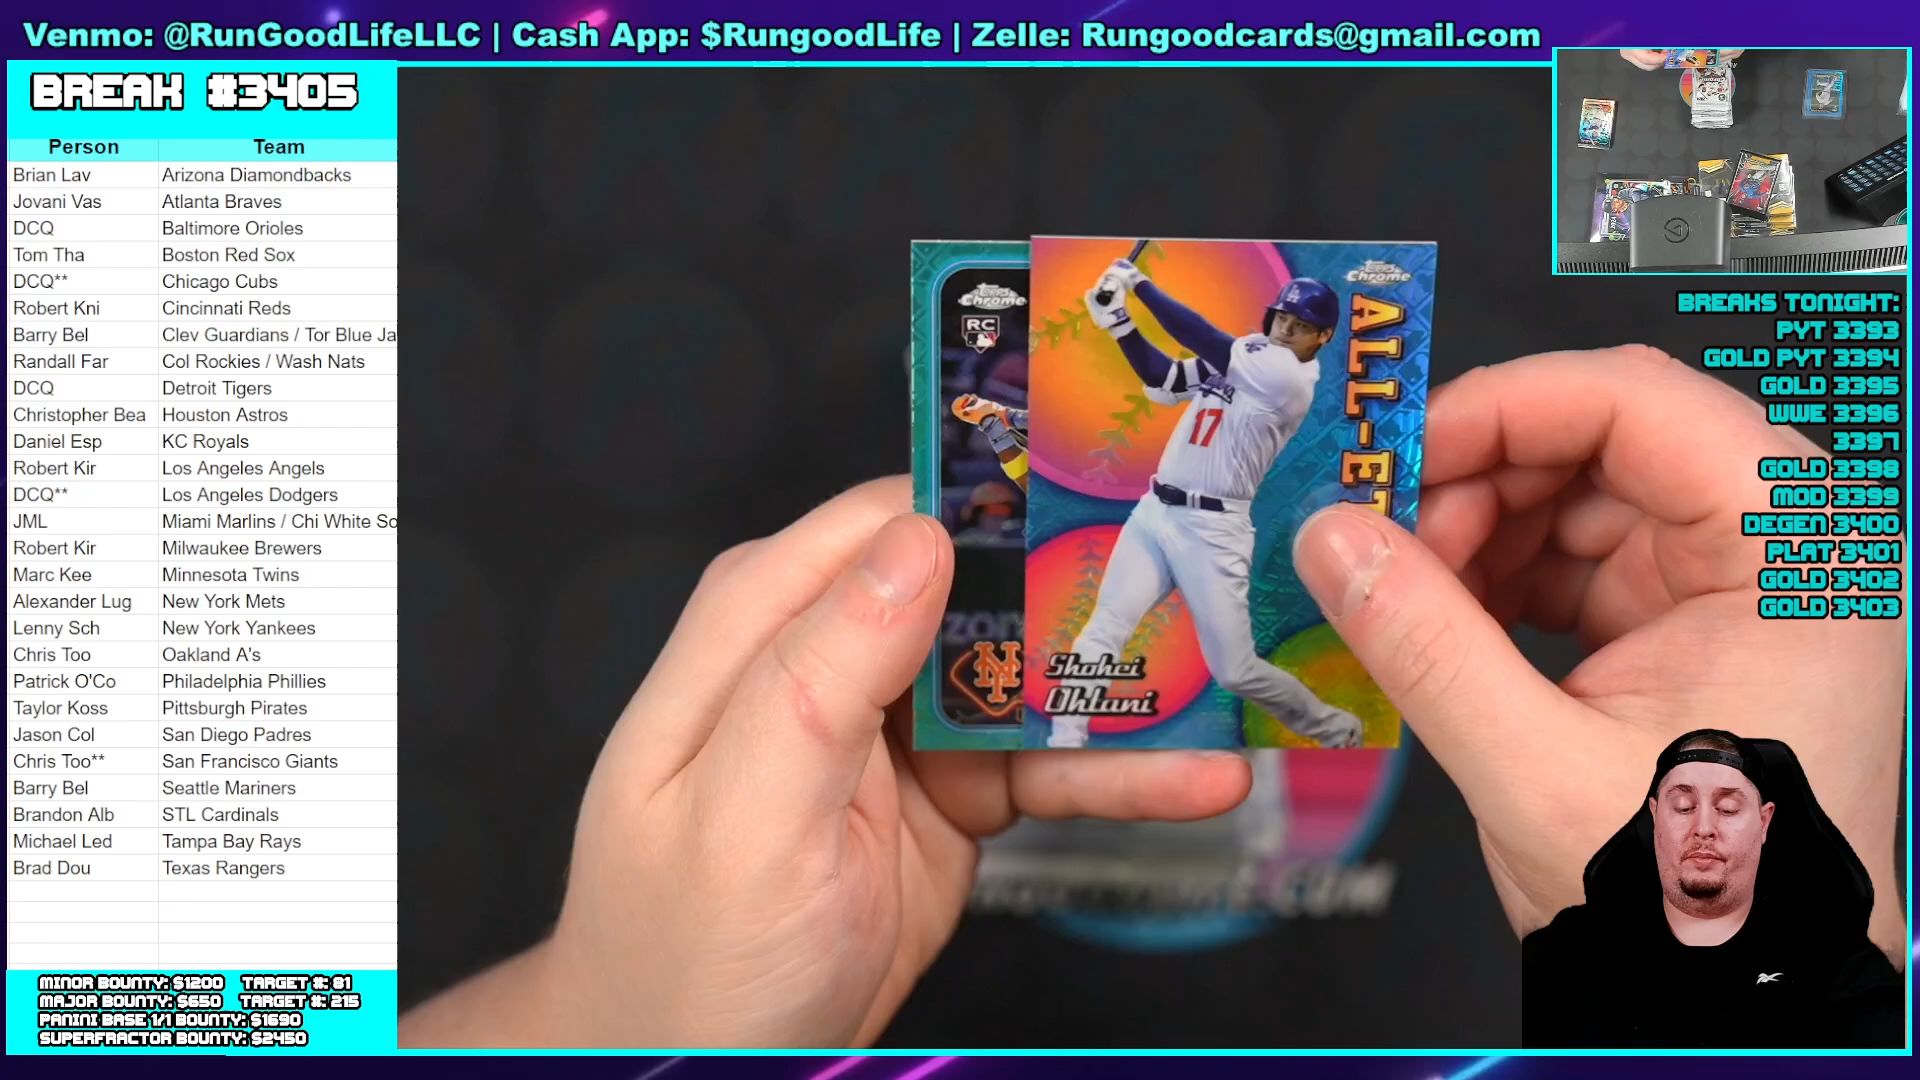 Venmo: @RunGoodLifeLLC | Cash App: $RungoodLife | Zelle: Rungoodcards@gmail.com
BREAK #3405
Person Team
Brian Lav Arizona Diamondbacks
Jovani Vas Atlanta Braves
DCQ Baltimore Orioles
Tom Tha Boston Red Sox
DCQ** Chicago Cubs
Robert Kni Cincinnati Reds
Barry Bel Clev Guardians / Tor Blue Ja
Randall Far Col Rockies / Wash Nats
DCQ Detroit Tigers
Christopher Bea Houston Astros
Daniel Esp KC Royals
Robert Kir Los Angeles Angels
DCQ** Los Angeles Dodgers
JML Miami Marlins / Chi White So
Robert Kir Milwaukee Brewers
Marc Kee Minnesota Twins
Alexander Lug New York Mets
Lenny Sch New York Yankees
Chris Too Oakland A's
Patrick O'Co Philadelphia Phillies
Taylor Koss Pittsburgh Pirates
Jason Col San Diego Padres
Chris Too** San Francisco Giants
Barry Bel Seattle Mariners
Brandon Alb STL Cardinals
Michael Led Tampa Bay Rays
Brad Dou Texas Rangers
MINOR BOUNTY: $1200 TARGET #: 81
MAJOR BOUNTY: $650 TARGET #: 215
PANINI BASE 1/1 BOUNTY: $1690
SUPERFRACTOR BOUNTY: $2450
Topps
Chrome
RC
NY
Topps
Chrome
ALL-ET
LA
17
Shohei
Ohtani
BREAKS TONIGHT:
PYT 3393
GOLD PYT 3394
GOLD 3395
WWE 3396
3397
GOLD 3398
MOD 3399
DEGEN 3400
PLAT 3401
GOLD 3402
GOLD 3403